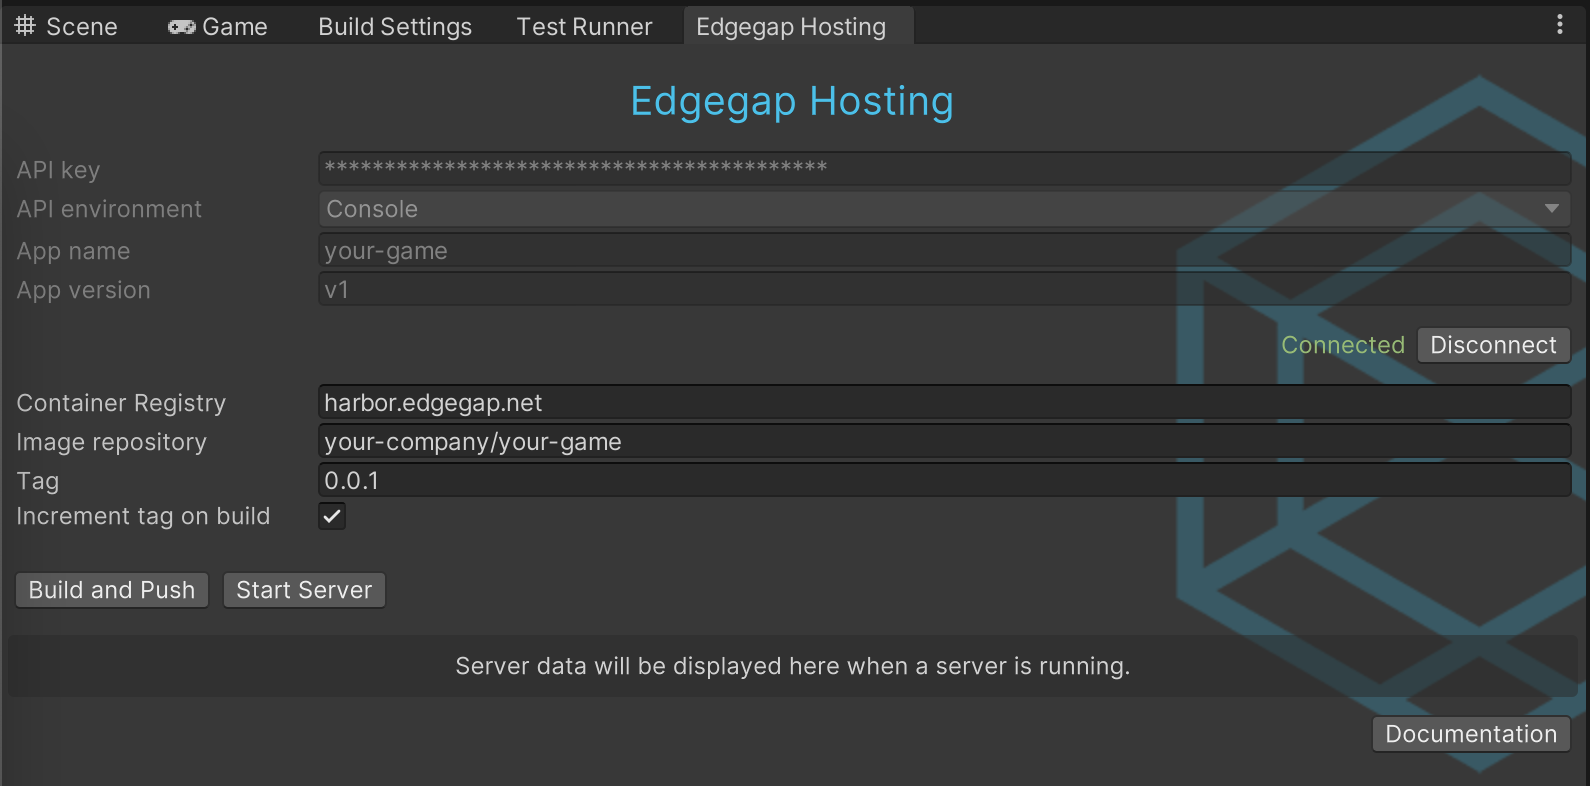 Scene Game Build Settings Test Runner Edgegap Hosting
Edgegap Hosting
API key ******************************************
API environment Console
App name your-game
App version v1
Connected Disconnect
Container Registry harbor.edgegap.net
Image repository your-company/your-game
Tag 0.0.1
Increment tag on build
Build and Push Start Server
Server data will be displayed here when a server is running.
Documentation